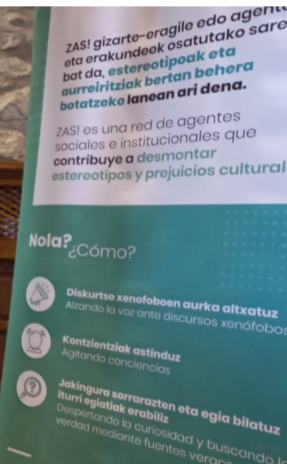 ZAS! gizarte-eragile edo
eta erakundeek osatutako sare
bat da, estereotipoak eta
aurreiritziak bertan behera
botatzeko lanean ari dena.
ZAS! es una red de agentes
sociales e institucionales que
contribuye a desmontar
estereotipos y prejuicios
Nola?
¿Cómo?
Diskurtso xenofoboen aurka altxatuz
Alzando la voz ante discursos xenófobos
Kontzientziak astinduz
Agitando conciencias
Jakingura sorraraziz eta egia bilatuz
iturri egiatiak erabiliz
Despertando la curiosidad y buscando
verdad mediante fuentes